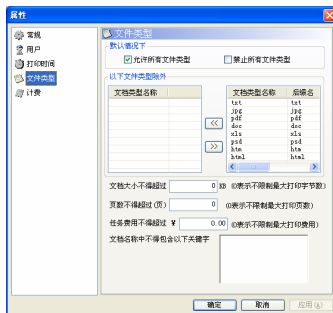 属性
常规
用户
打印时间
文件类型
计费
文件类型
默认情况下
允许所有文件类型
禁止所有文件类型
以下文件类型除外
文档类型名称
<<
>>
文档类型名称 后缀名
txt txt
jpg jpg
pdf pdf
doc doc
xls xls
psd psd
htm htm
html html
文档大小不得超过 0 KB (0表示不限制最大打印字节数)
页数不得超过(页) 0 (0表示不限制最大打印页数)
任务费用不得超 ￥ 0.00 (0表示不限制最大打印费用)
文档名称中不得包含以下关键字
确定 取消 应用(A)